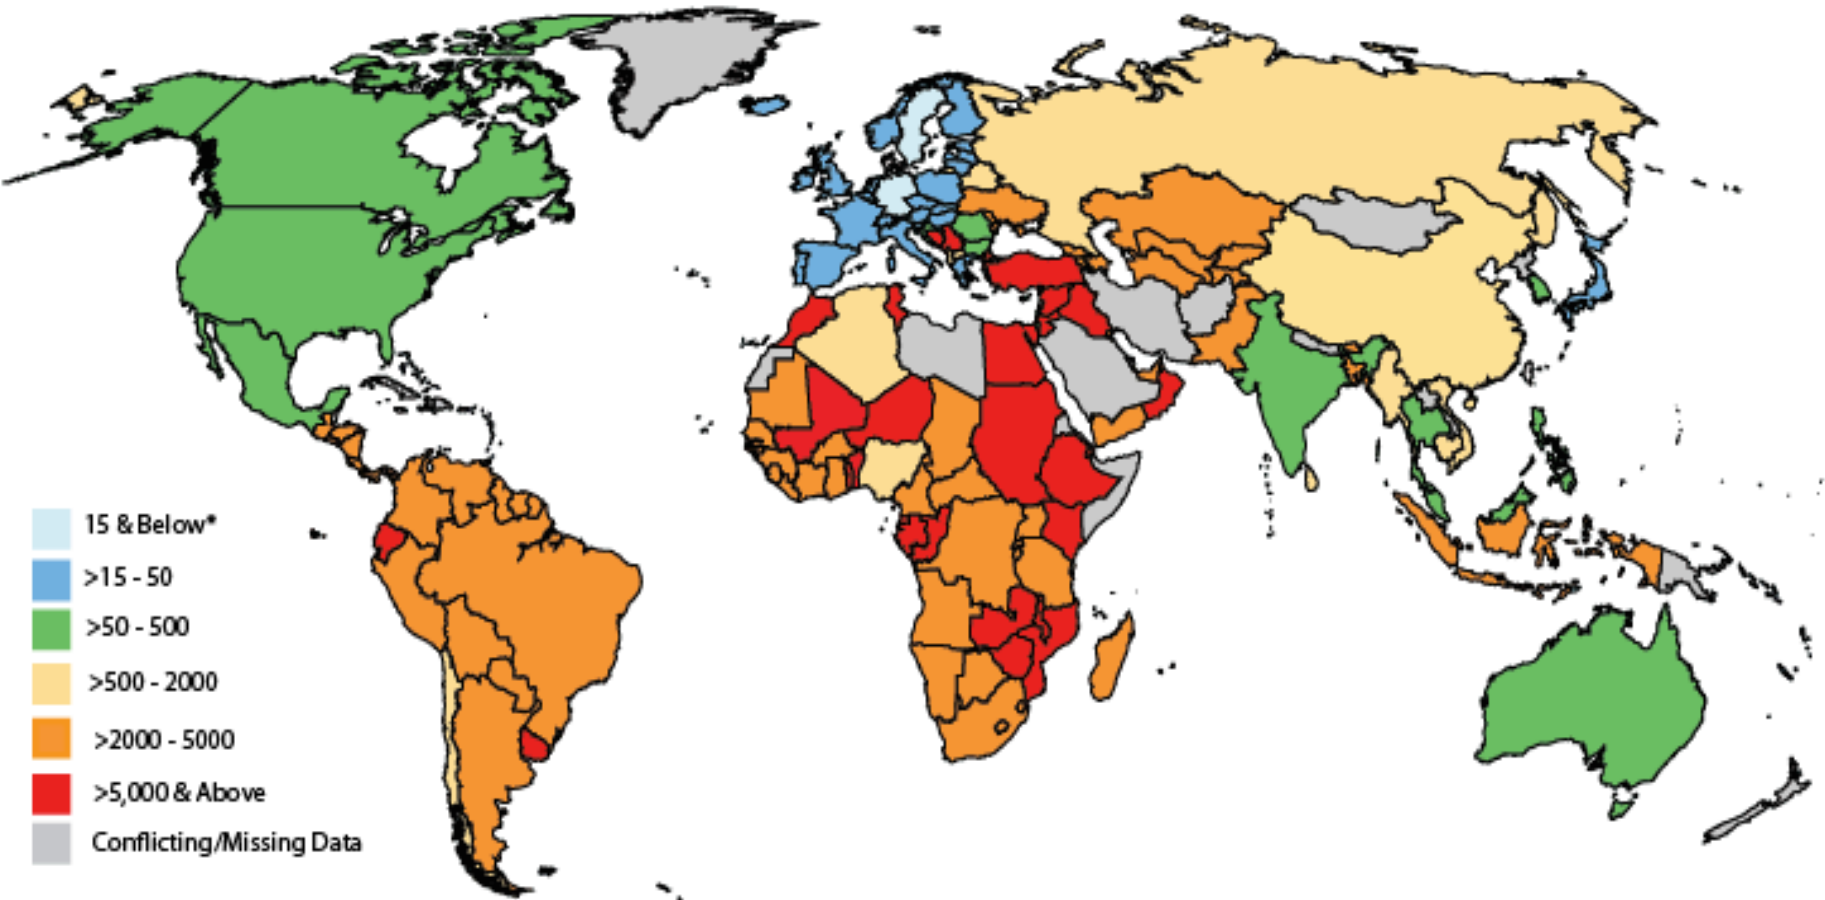 15 & Below*
>15 - 50
>50 - 500
>500 - 2000
>2000 - 5000
>5,000 & Above
Conflicting/Missing Data